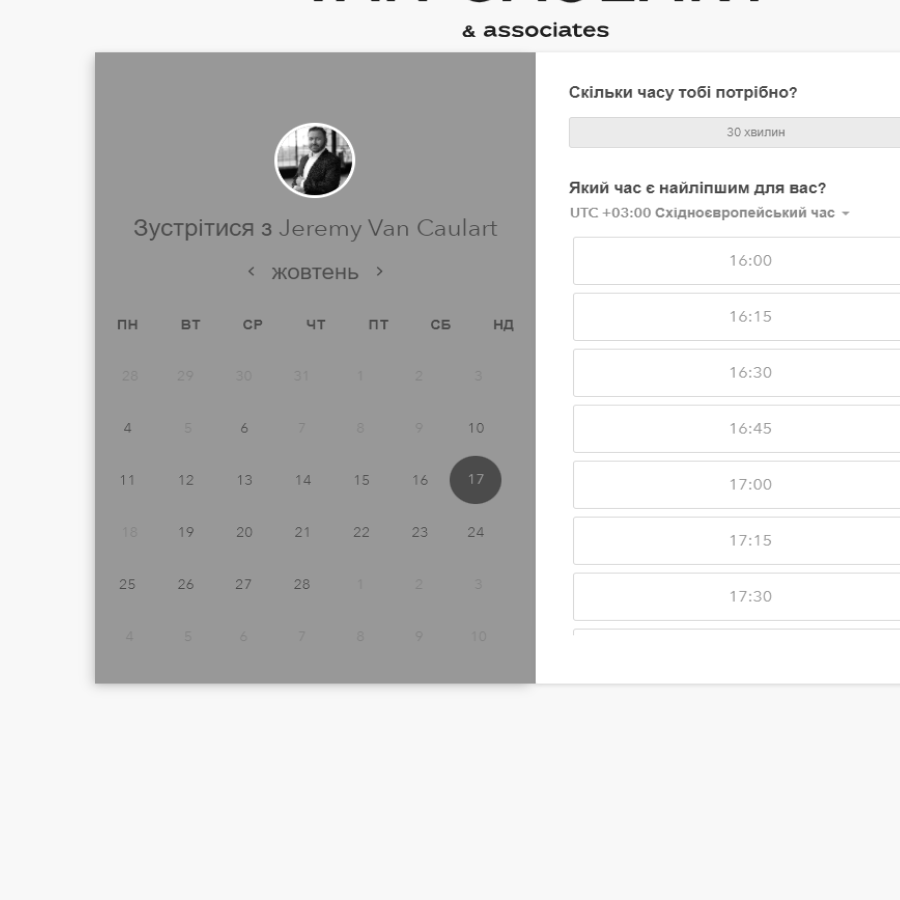 & associates
Зустрітися з Jeremy Van Caulart
жовтень
ПН ВТ СР ЧТ ПТ СБ НД
28 29 30 31 1 2 3
4 5 6 7 8 9 10
11 12 13 14 15 16 17
18 19 20 21 22 23 24
25 26 27 28 1 2 3
4 5 6 7 8 9 10
Скільки часу тобі потрібно?
30 хвилин
Який час є найліпшим для вас?
UTC +03:00 Східноєвропейський час
16:00
16:15
16:30
16:45
17:00
17:15
17:30